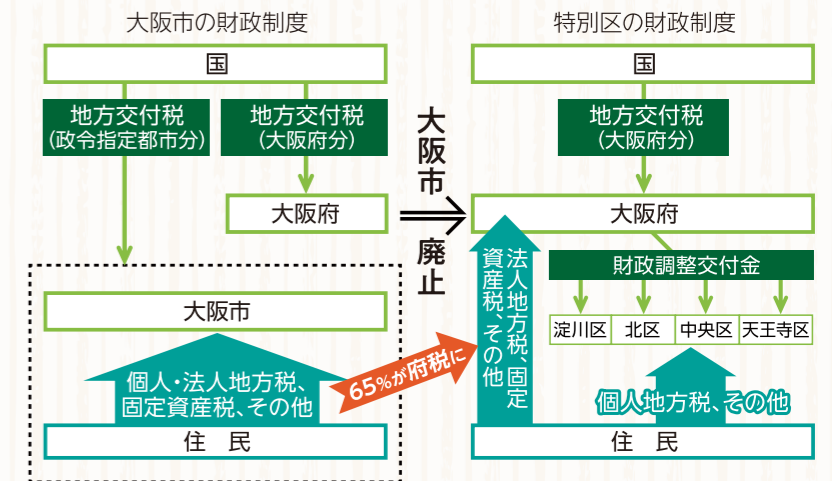 大阪市の財政制度
国
地方交付税
(政令指定都市分)
地方交付税
(大阪府分)
大阪府
大阪市
個人・法人地方税、
固定資産税、その他
住　民
65%が府税に
大阪市
廃止
特別区の財政制度
国
地方交付税
(大阪府分)
大阪府
法人地方税、固定
資産税、その他
財政調整交付金
淀川区
北区
中央区
天王寺区
個人地方税、その他
住　民